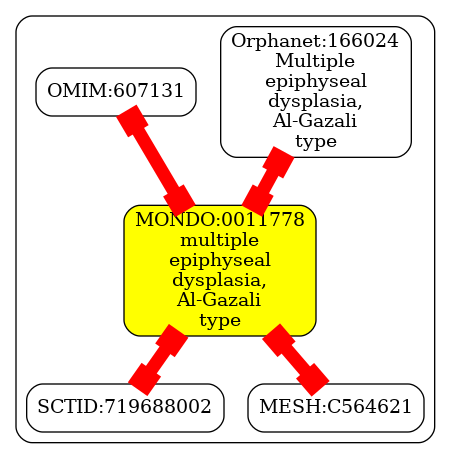 OMIM:607131
Orphanet:166024
Multiple
epiphyseal
dysplasia,
Al-Gazali
type
MONDO:0011778
multiple
epiphyseal
dysplasia,
Al-Gazali
type
SCTID:719688002
MESH:C564621